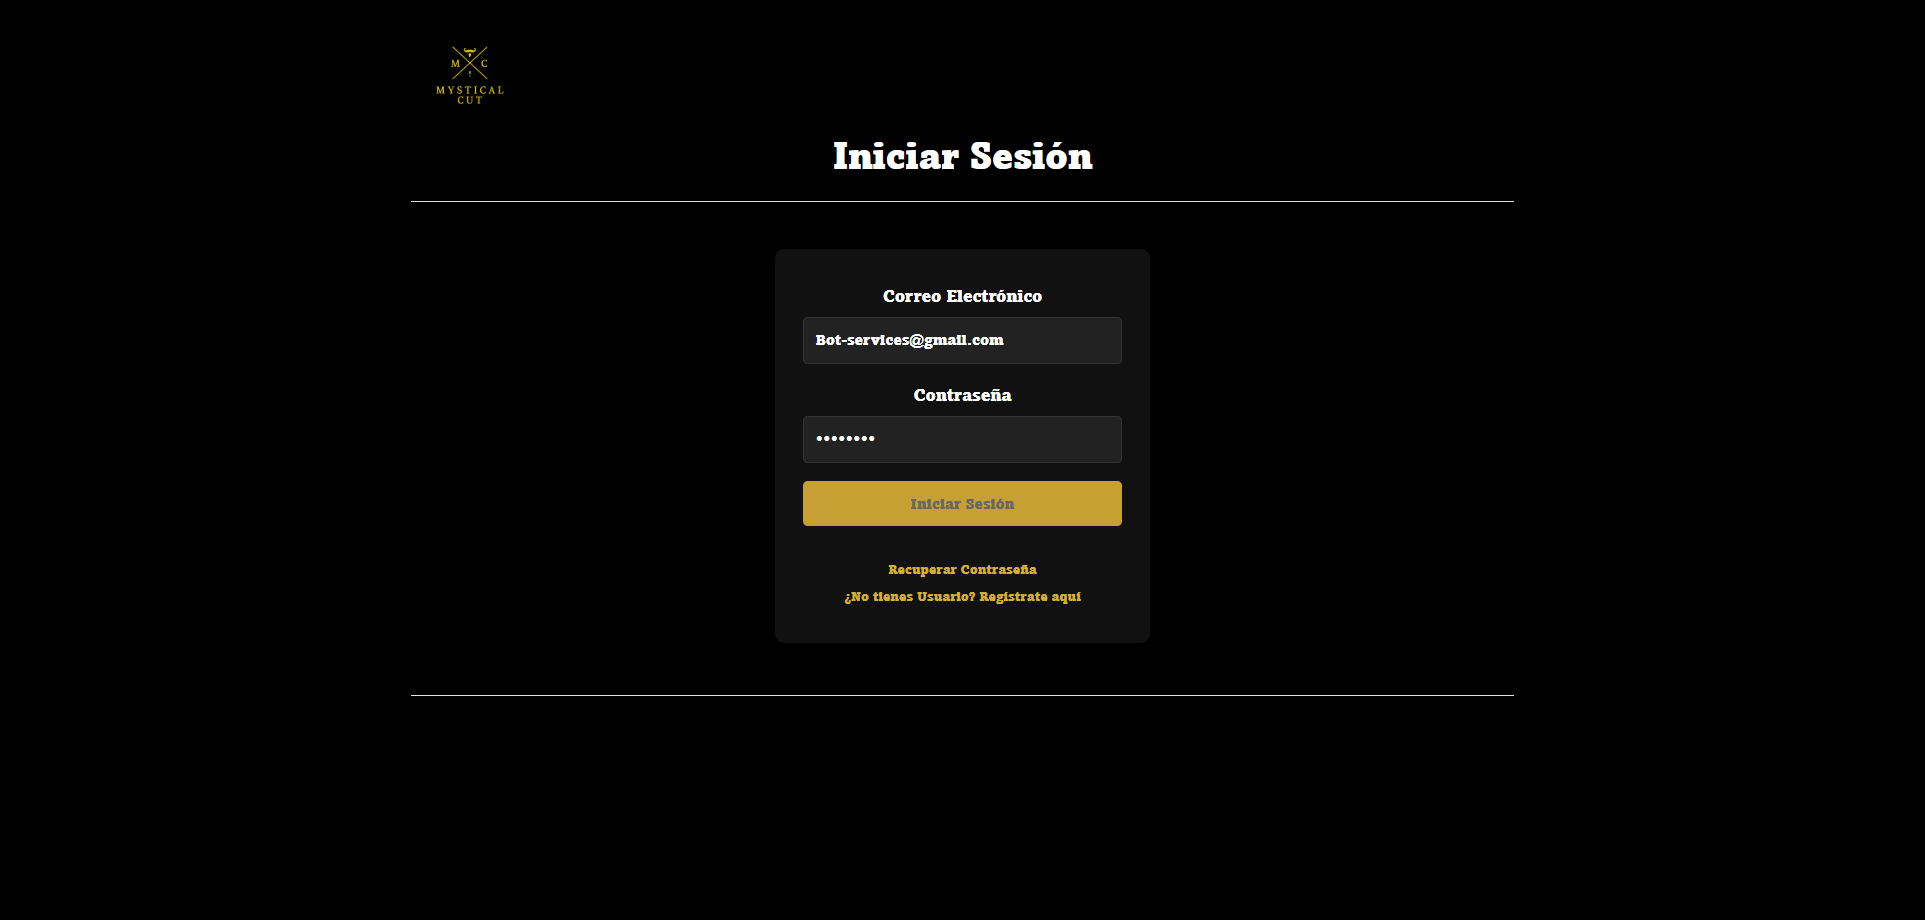 M C
MYSTICAL
CUT
Iniciar Sesión
Correo Electrónico
Bot-services@gmail.com
Contraseña
••••••••
Iniciar Sesión
Recuperar Contraseña
¿No tienes Usuario? Regístrate aquí